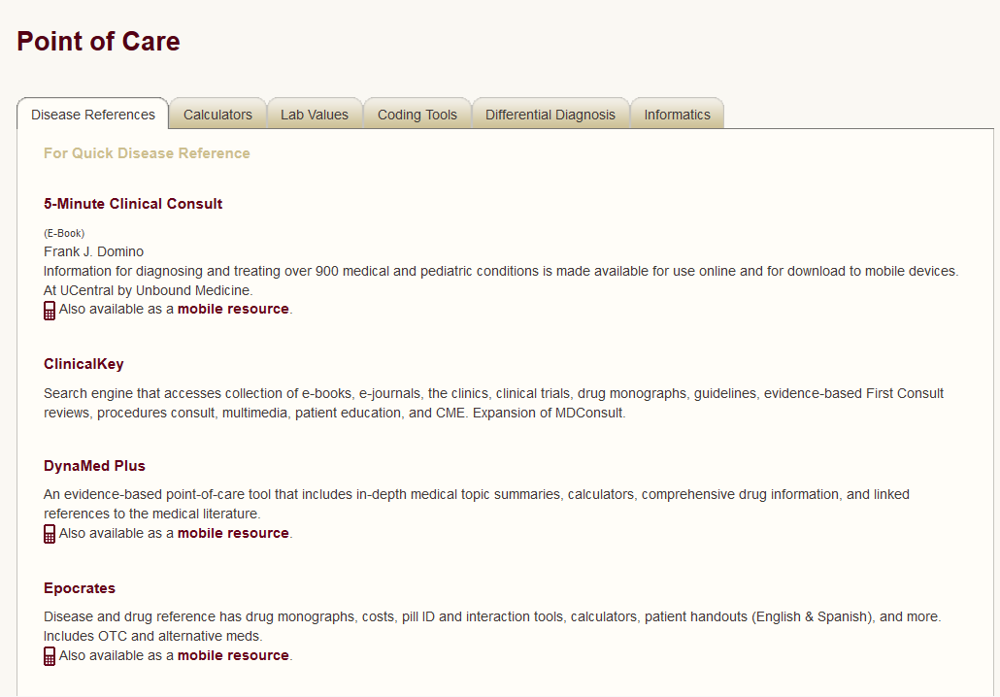 Point of Care
Disease References
Calculators
Lab Values
Coding Tools
Differential Diagnosis
Informatics
For Quick Disease Reference
5-Minute Clinical Consult
(E-Book)
Frank J. Domino
Information for diagnosing and treating over 900 medical and pediatric conditions is made available for use online and for download to mobile devices.
At UCentral by Unbound Medicine.
Also available as a mobile resource.
ClinicalKey
Search engine that accesses collection of e-books, e-journals, the clinics, clinical trials, drug monographs, guidelines, evidence-based First Consult
reviews, procedures consult, multimedia, patient education, and CME. Expansion of MDConsult.
DynaMed Plus
An evidence-based point-of-care tool that includes in-depth medical topic summaries, calculators, comprehensive drug information, and linked
references to the medical literature.
Also available as a mobile resource.
Epocrates
Disease and drug reference has drug monographs, costs, pill ID and interaction tools, calculators, patient handouts (English & Spanish), and more.
Includes OTC and alternative meds.
Also available as a mobile resource.